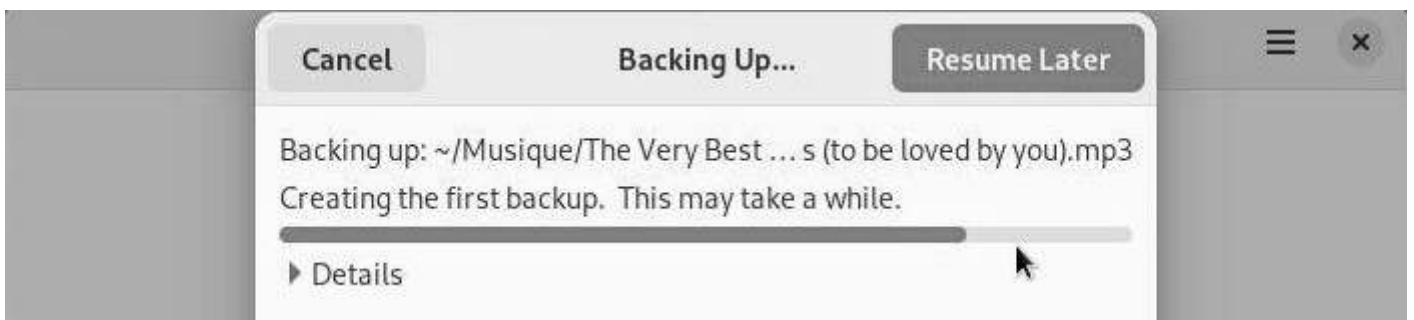 Cancel Backing Up... Resume Later
Backing up: ~/Musique/The Very Best ... s (to be loved by you).mp3
Creating the first backup.  This may take a while.
Details